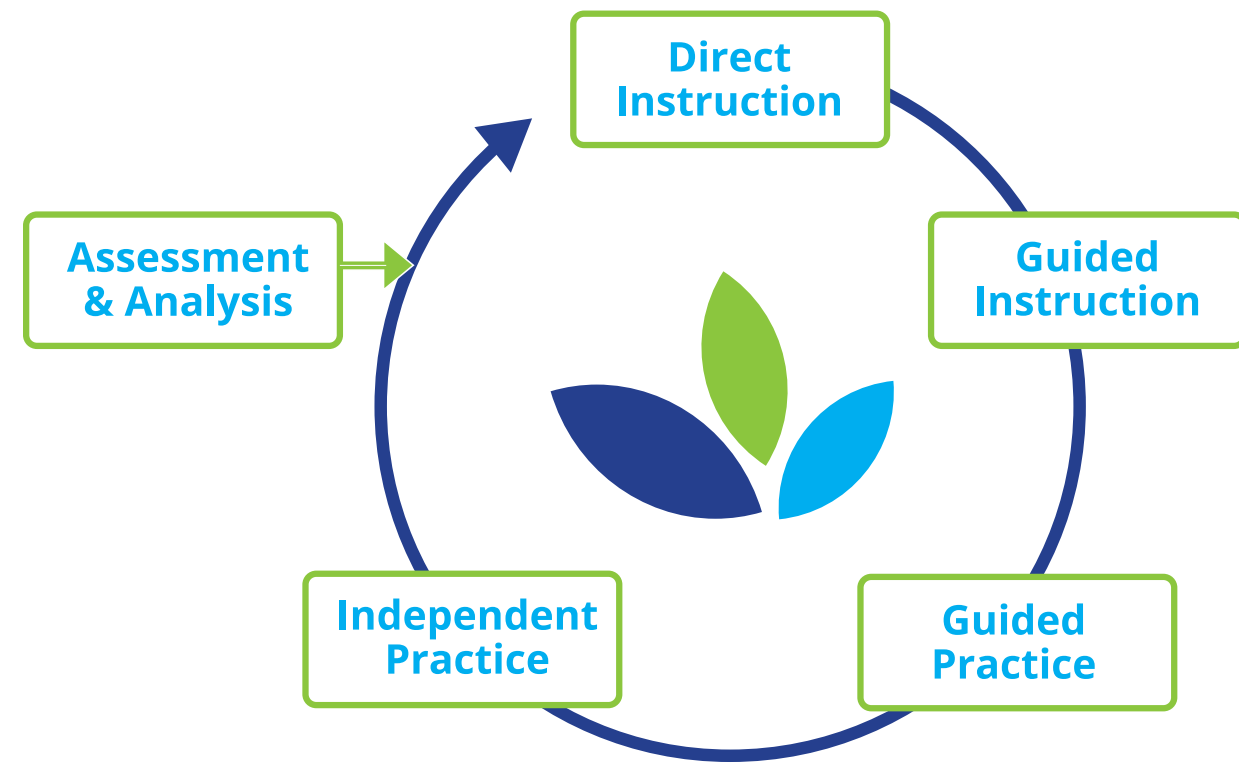 Direct
Instruction
Guided
Instruction
Guided
Practice
Independent
Practice
Assessment
& Analysis